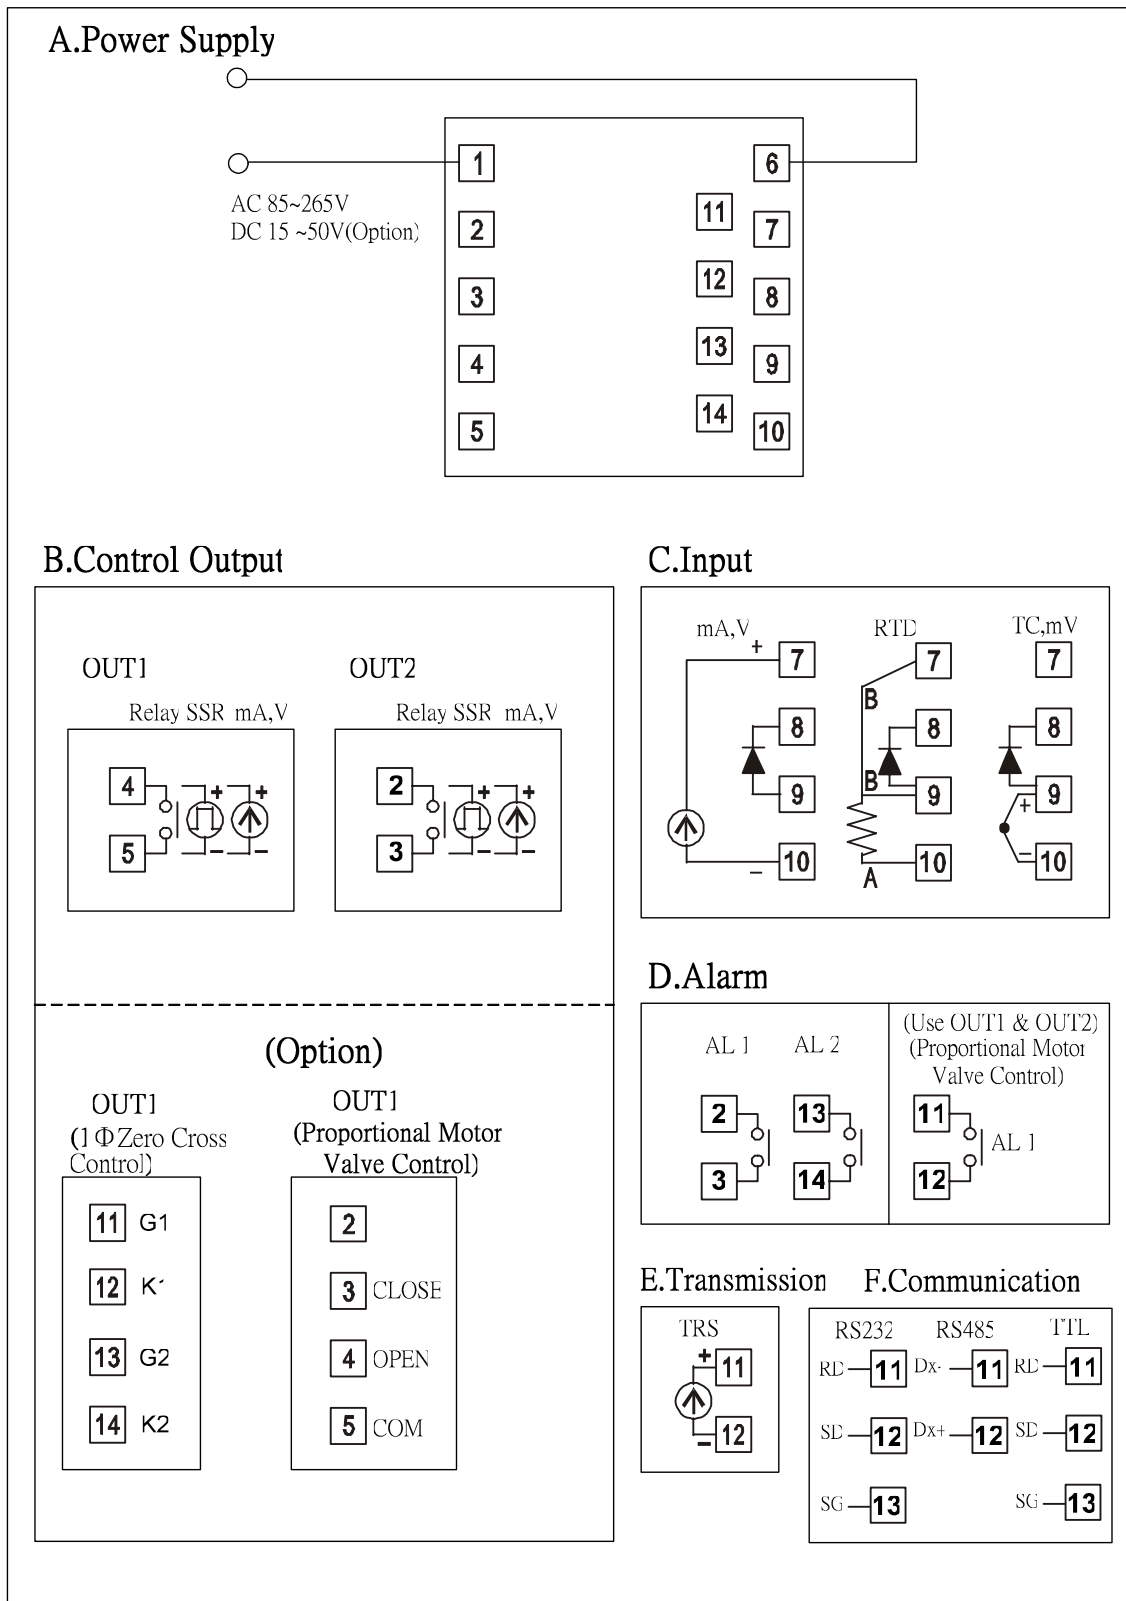 A.Power Supply
1
6
AC 85~265V
DC 15 ~50V(Option)
11
2
7
12
3
8
13
4
9
14
5
10
B.Control Output
OUT1
Relay SSR mA,V
4
+
+
5
−
−
OUT2
Relay SSR mA,V
2
+
+
3
−
−
(Option)
OUT1
(1ΦZero Cross
Control)
11 G1
12 K1
13 G2
14 K2
OUT1
(Proportional Motor
Valve Control)
2
3 CLOSE
4 OPEN
5 COM
C.Input
mA,V
+
7
8
9
−
10
RTD
7
B
8
B
9
A
10
TC,mV
7
8
9
+
−
10
D.Alarm
AL 1
2
3
AL 2
13
14
(Use OUT1 & OUT2)
(Proportional Motor
Valve Control)
11
AL 1
12
E.Transmission
TRS
+
11
−
12
F.Communication
RS232 RS485 TTL
RD 11 Dx- 11 RD 11
SD 12 Dx+ 12 SD 12
SG 13 SG 13